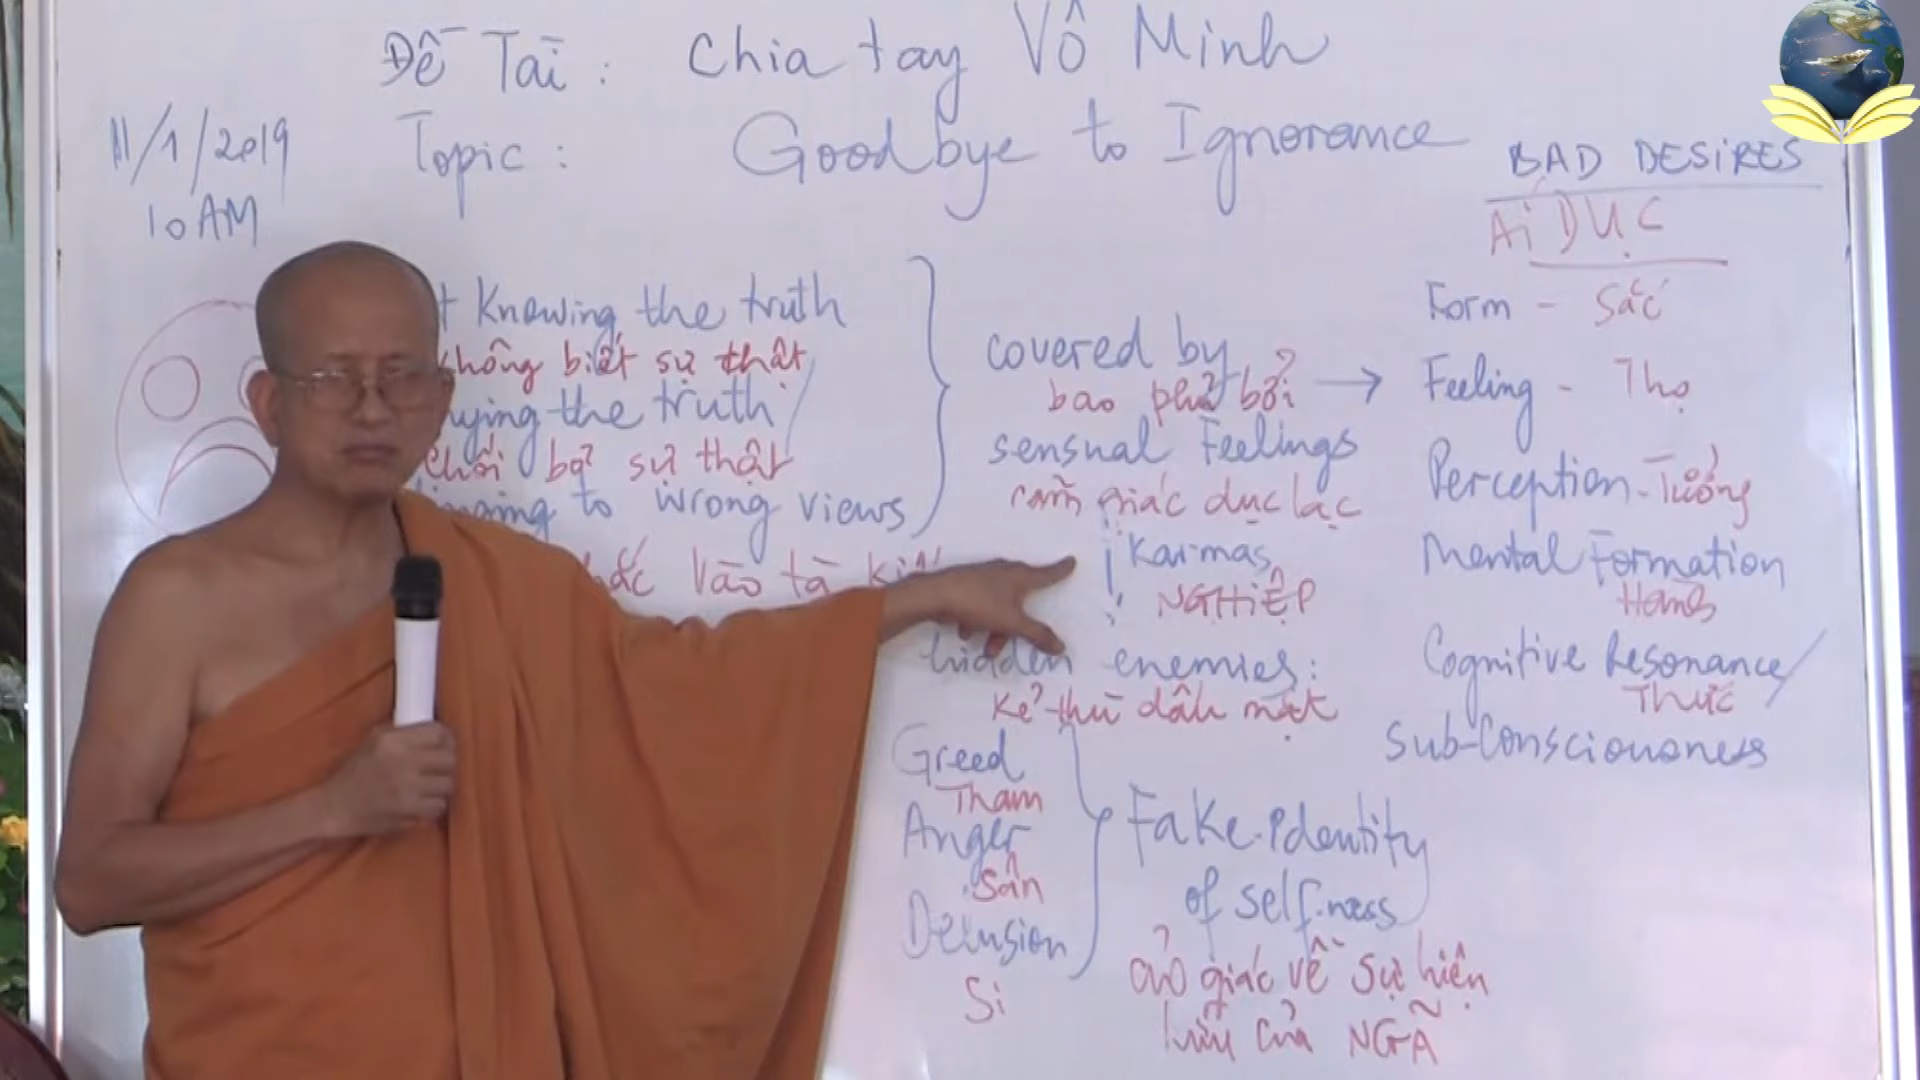 Đề Tài : Chia tay Vô Minh
11/1/2019
10 AM
Topic : Goodbye to Ignorance
Knowing the truth
không biết sự thật
the truth
chối bỏ sự thật
to wrong views
vào tà
covered by
bao phủ bởi
sensual Feelings
cảm giác dục lạc
Karmas
NGHIỆP
hidden enemies:
Kẻ thù dấu mặt
Greed
Tham
Anger
Sân
Delusion
Si
Fake-Identity
of selfness
ảo giác về sự hiện
hữu của NGÃ
BAD DESIRES
Ái DỤC
Form - Sắc
Feeling - Thọ
Perception - Tưởng
Mental Formation
Hành
Cognitive Resonance/
Thức
Sub-Consciousness